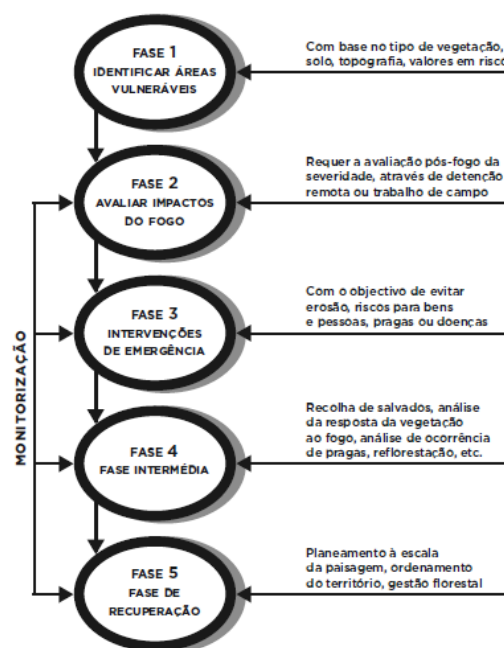 FASE 1
IDENTIFICAR ÁREAS
VULNERÁVEIS
Com base no tipo de vegetação,
solo, topografia, valores em risco
FASE 2
AVALIAR IMPACTOS
DO FOGO
Requer a avaliação pós-fogo da
severidade, através de detenção
remota ou trabalho de campo
FASE 3
INTERVENÇÕES
DE EMERGÊNCIA
Com o objectivo de evitar
erosão, riscos para bens
e pessoas, pragas ou doenças
MONITORIZAÇÃO
FASE 4
FASE INTERMÉDIA
Recolha de salvados, análise
da resposta da vegetação
ao fogo, análise de ocorrência
de pragas, reflorestação, etc.
FASE 5
FASE DE
RECUPERAÇÃO
Planeamento à escala
da paisagem, ordenamento
do território, gestão florestal